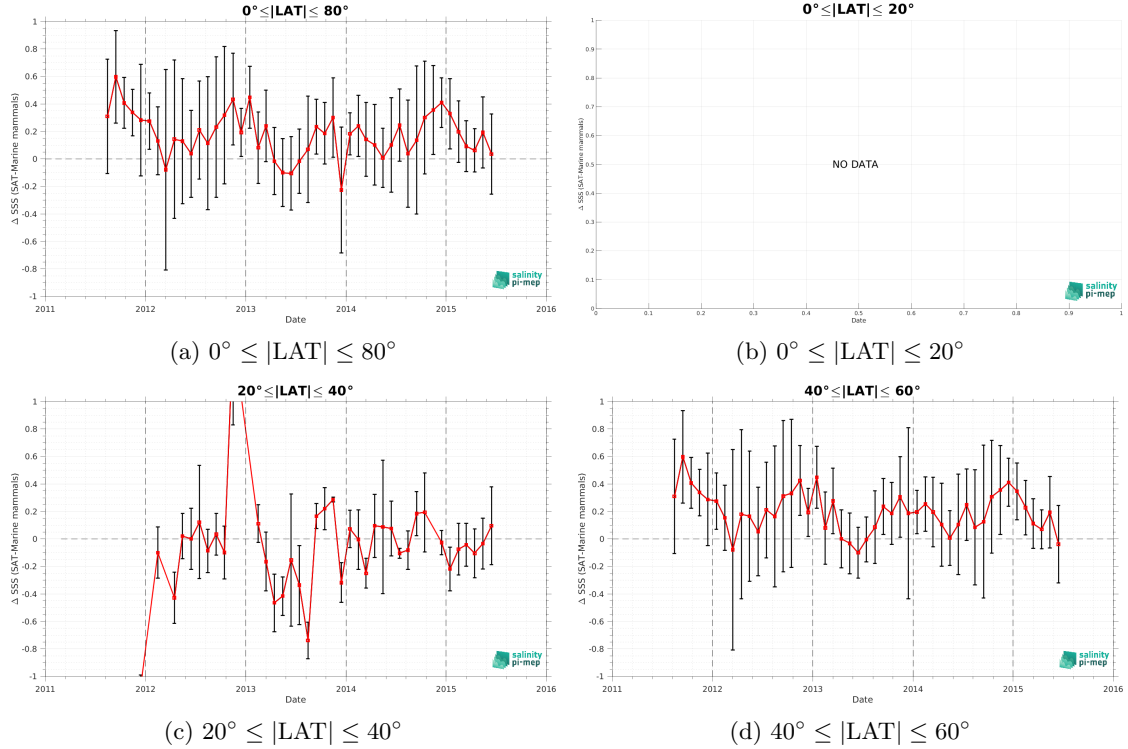 0°≤|LAT|≤ 80°
1
0.8
0.6
0.4
0.2
0
-0.2
-0.4
-0.6
-0.8
-1
Δ SSS (SAT-Marine mammals)
2011
2012
2013
2014
2015
2016
Date
salinity
pi-mep
(a) 0° ≤ |LAT| ≤ 80°
0°≤|LAT|≤ 20°
1
0.9
0.8
0.7
0.6
0.5
0.4
0.3
0.2
0.1
0
Δ SSS (SAT-Marine mammals)
NO DATA
0
0.1
0.2
0.3
0.4
0.5
0.6
0.7
0.8
0.9
1
Date
salinity
pi-mep
(b) 0° ≤ |LAT| ≤ 20°
20°≤|LAT|≤ 40°
1
0.8
0.6
0.4
0.2
0
-0.2
-0.4
-0.6
-0.8
-1
Δ SSS (SAT-Marine mammals)
2011
2012
2013
2014
2015
2016
Date
salinity
pi-mep
(c) 20° ≤ |LAT| ≤ 40°
40°≤|LAT|≤ 60°
1
0.8
0.6
0.4
0.2
0
-0.2
-0.4
-0.6
-0.8
-1
Δ SSS (SAT-Marine mammals)
2011
2012
2013
2014
2015
2016
Date
salinity
pi-mep
(d) 40° ≤ |LAT| ≤ 60°